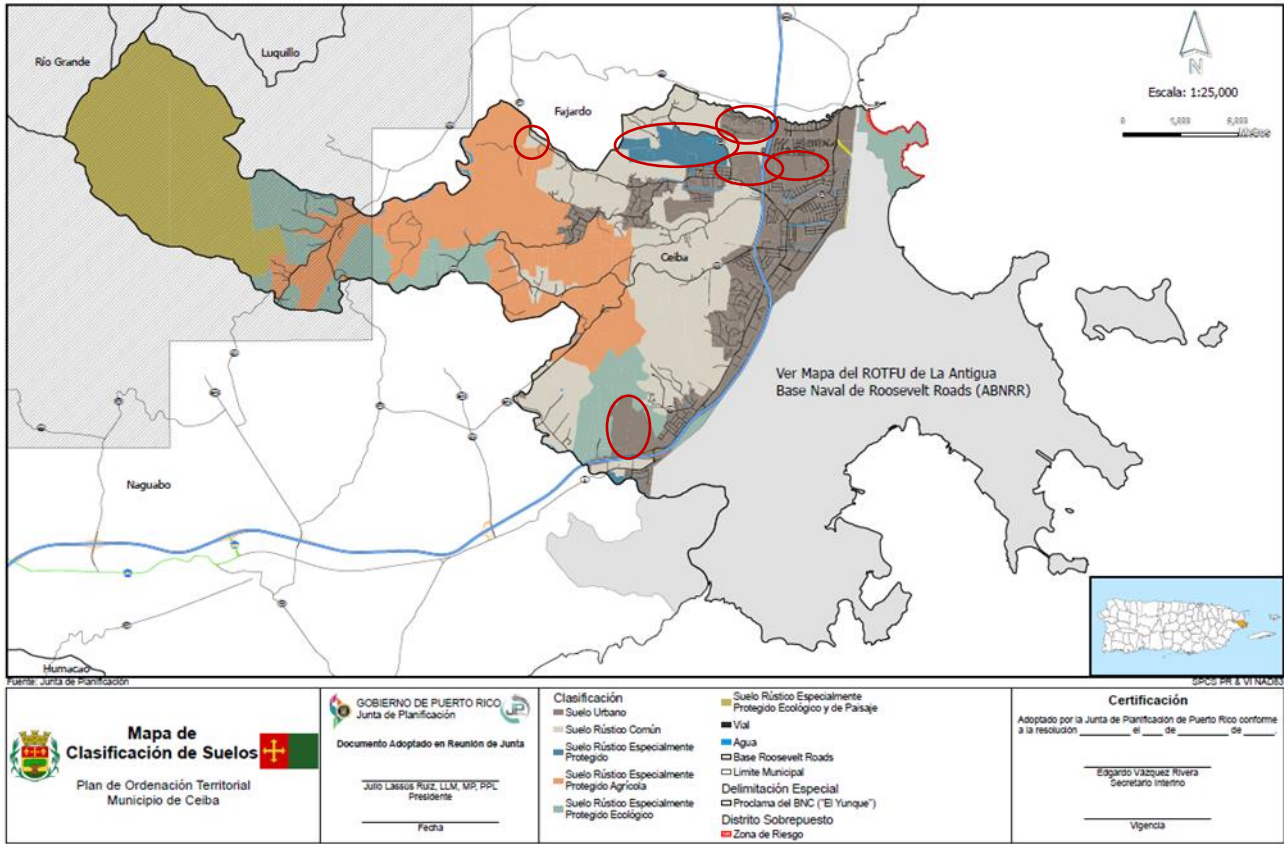 Río Grande
Luquillo
Fajardo
N
Escala: 1:25,000
Ceiba
Ver Mapa del ROTFU de La Antigua
Base Naval de Roosevelt Roads (ABNRR)
Naguabo
Humacao
Fuente: Junta de Planificación
SPCS PR & VI NAD83
Mapa de
Clasificación de Suelos
Plan de Ordenación Territorial
Municipio de Ceiba
GOBIERNO DE PUERTO RICO
Junta de Planificación
JP
Documento Adoptado en Reunión de Junta
Julio Lassús Ruiz, LLM, MP, PPL
Presidente
Fecha
Clasificación
Suelo Urbano
Suelo Rústico Común
Suelo Rústico Especialmente
Protegido
Suelo Rústico Especialmente
Protegido Agrícola
Suelo Rústico Especialmente
Protegido Ecológico
Suelo Rústico Especialmente
Protegido Ecológico y de Paisaje
Vial
Agua
Base Roosevelt Roads
Limite Municipal
Delimitación Especial
Proclama del BNC ("El Yunque")
Distrito Sobrepuesto
Zona de Riesgo
Certificación
Adoptado por la Junta de Planificación de Puerto Rico conforme
a la resolución __________ el ___ de ________ de _____.
Edgardo Vázquez Rivera
Secretario Interino
Vigencia